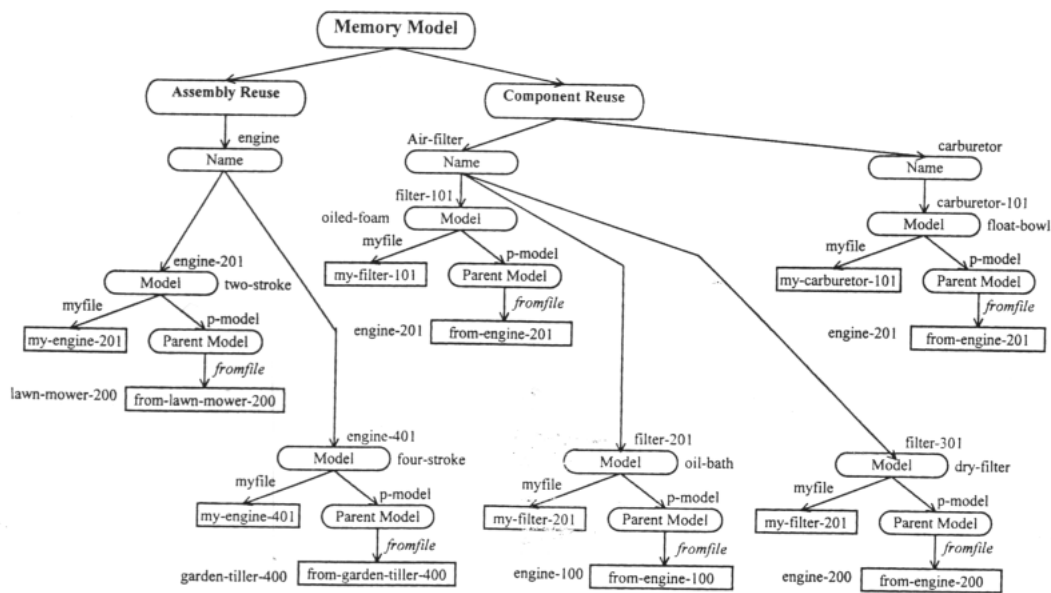 Memory Model
Assembly Reuse
Component Reuse
engine
Name
Air-filter
Name
carburetor
Name
filter-101
oiled-foam
Model
myfile
p-model
my-filter-101
Parent Model
fromfile
engine-201
from-engine-201
carburetor-101
Model
float-bowl
myfile
p-model
my-carburetor-101
Parent Model
fromfile
engine-201
from-engine-201
engine-201
Model
two-stroke
myfile
p-model
my-engine-201
Parent Model
fromfile
lawn-mower-200
from-lawn-mower-200
engine-401
Model
four-stroke
myfile
p-model
my-engine-401
Parent Model
fromfile
garden-tiller-400
from-garden-tiller-400
filter-201
Model
oil-bath
myfile
p-model
my-filter-201
Parent Model
fromfile
engine-100
from-engine-100
filter-301
Model
dry-filter
myfile
p-model
my-filter-201
Parent Model
fromfile
engine-200
from-engine-200